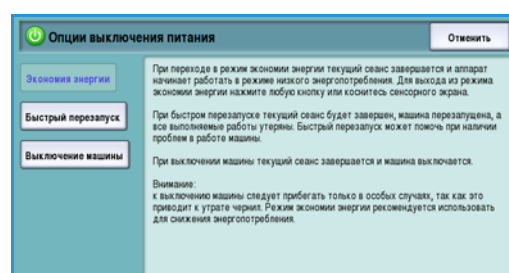 Опции выключения питания
Отменить
Экономия энергии
Быстрый перезапуск
Выключение машины
При переходе в режим экономии энергии текущий сеанс завершается и аппарат
начинает работать в режиме низкого энергопотребления. Для выхода из режима
экономии энергии нажмите любую кнопку или коснитесь сенсорного экрана.
При быстром перезапуске текущий сеанс будет завершен, машина перезапущена, а
все выполняемые работы утеряны. Быстрый перезапуск может помочь при наличии
проблем в работе машины.
При выключении машины текущий сеанс завершается и машина выключается.
Внимание:
к выключению машины следует прибегать только в особых случаях, так как это
приводит к утрате чернил. Режим экономии энергии рекомендуется использовать
для снижения энергопотребления.